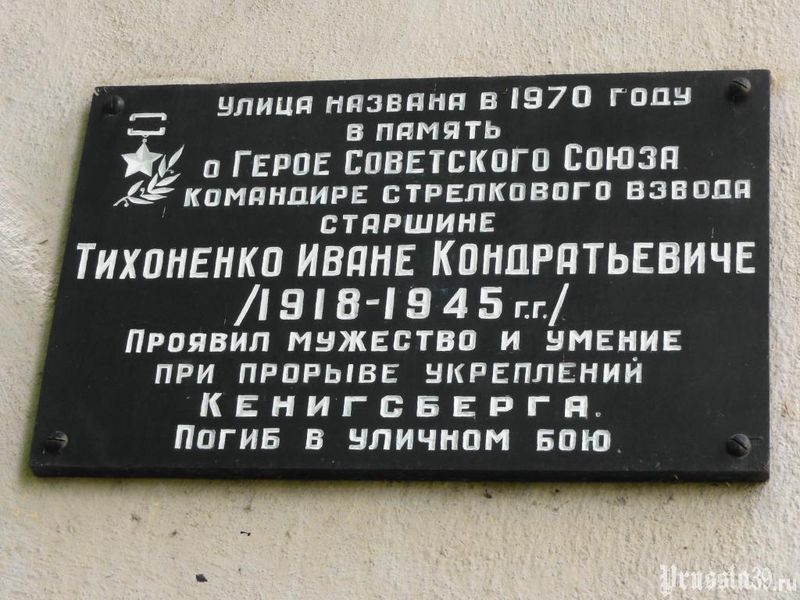 УЛИЦА НАЗВАНА В 1970 ГОДУ
В ПАМЯТЬ
О ГЕРОЕ СОВЕТСКОГО СОЮЗА
КОМАНДИРЕ СТРЕЛКОВОГО ВЗВОДА
СТАРШИНЕ
ТИХОНЕНКО ИВАНЕ КОНДРАТЬЕВИЧЕ
/1918-1945 г.г./
ПРОЯВИЛ МУЖЕСТВО И УМЕНИЕ
ПРИ ПРОРЫВЕ УКРЕПЛЕНИЙ
КЕНИГСБЕРГА.
ПОГИБ В УЛИЧНОМ БОЮ
Prussia39.ru